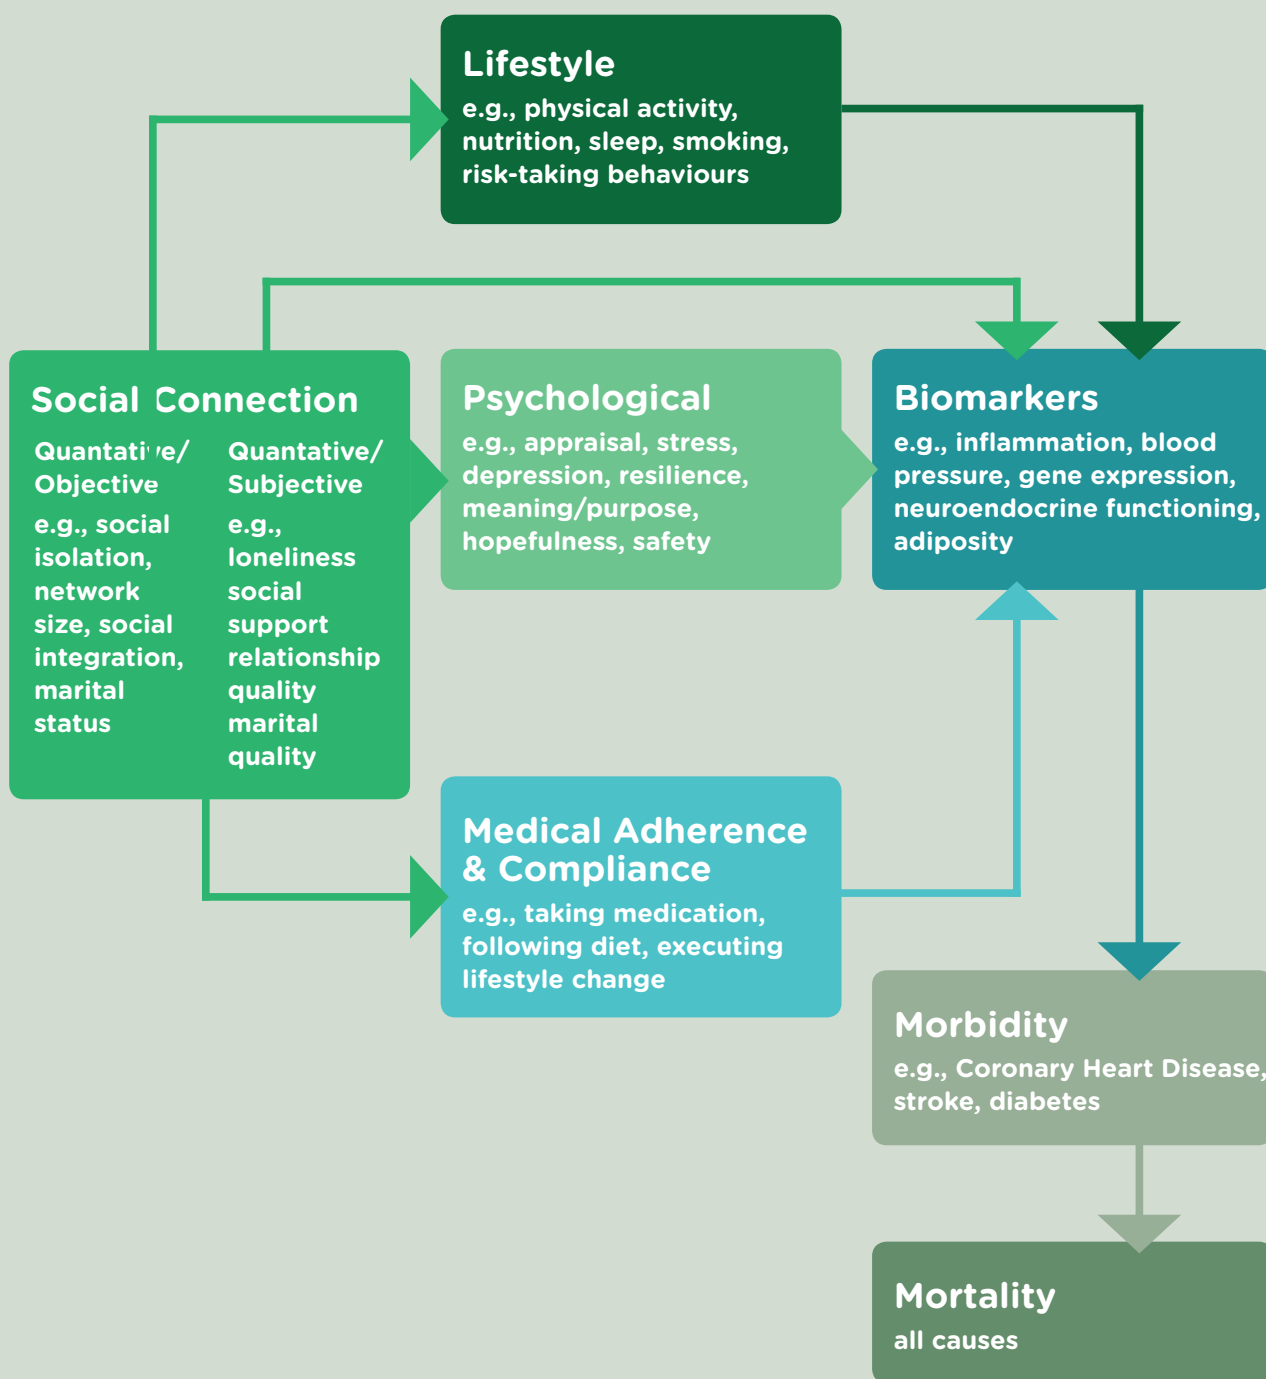 Lifestyle
e.g., physical activity,
nutrition, sleep, smoking,
risk-taking behaviours
Social Connection
Quantative/
Objective
e.g., social
isolation,
network
size, social
integration,
marital
status
Quantative/
Subjective
e.g.,
loneliness
social
support
relationship
quality
marital
quality
Psychological
e.g., appraisal, stress,
depression, resilience,
meaning/purpose,
hopefulness, safety
Biomarkers
e.g., inflammation, blood
pressure, gene expression,
neuroendocrine functioning,
adiposity
Medical Adherence
& Compliance
e.g., taking medication,
following diet, executing
lifestyle change
Morbidity
e.g., Coronary Heart Disease,
stroke, diabetes
Mortality
all causes